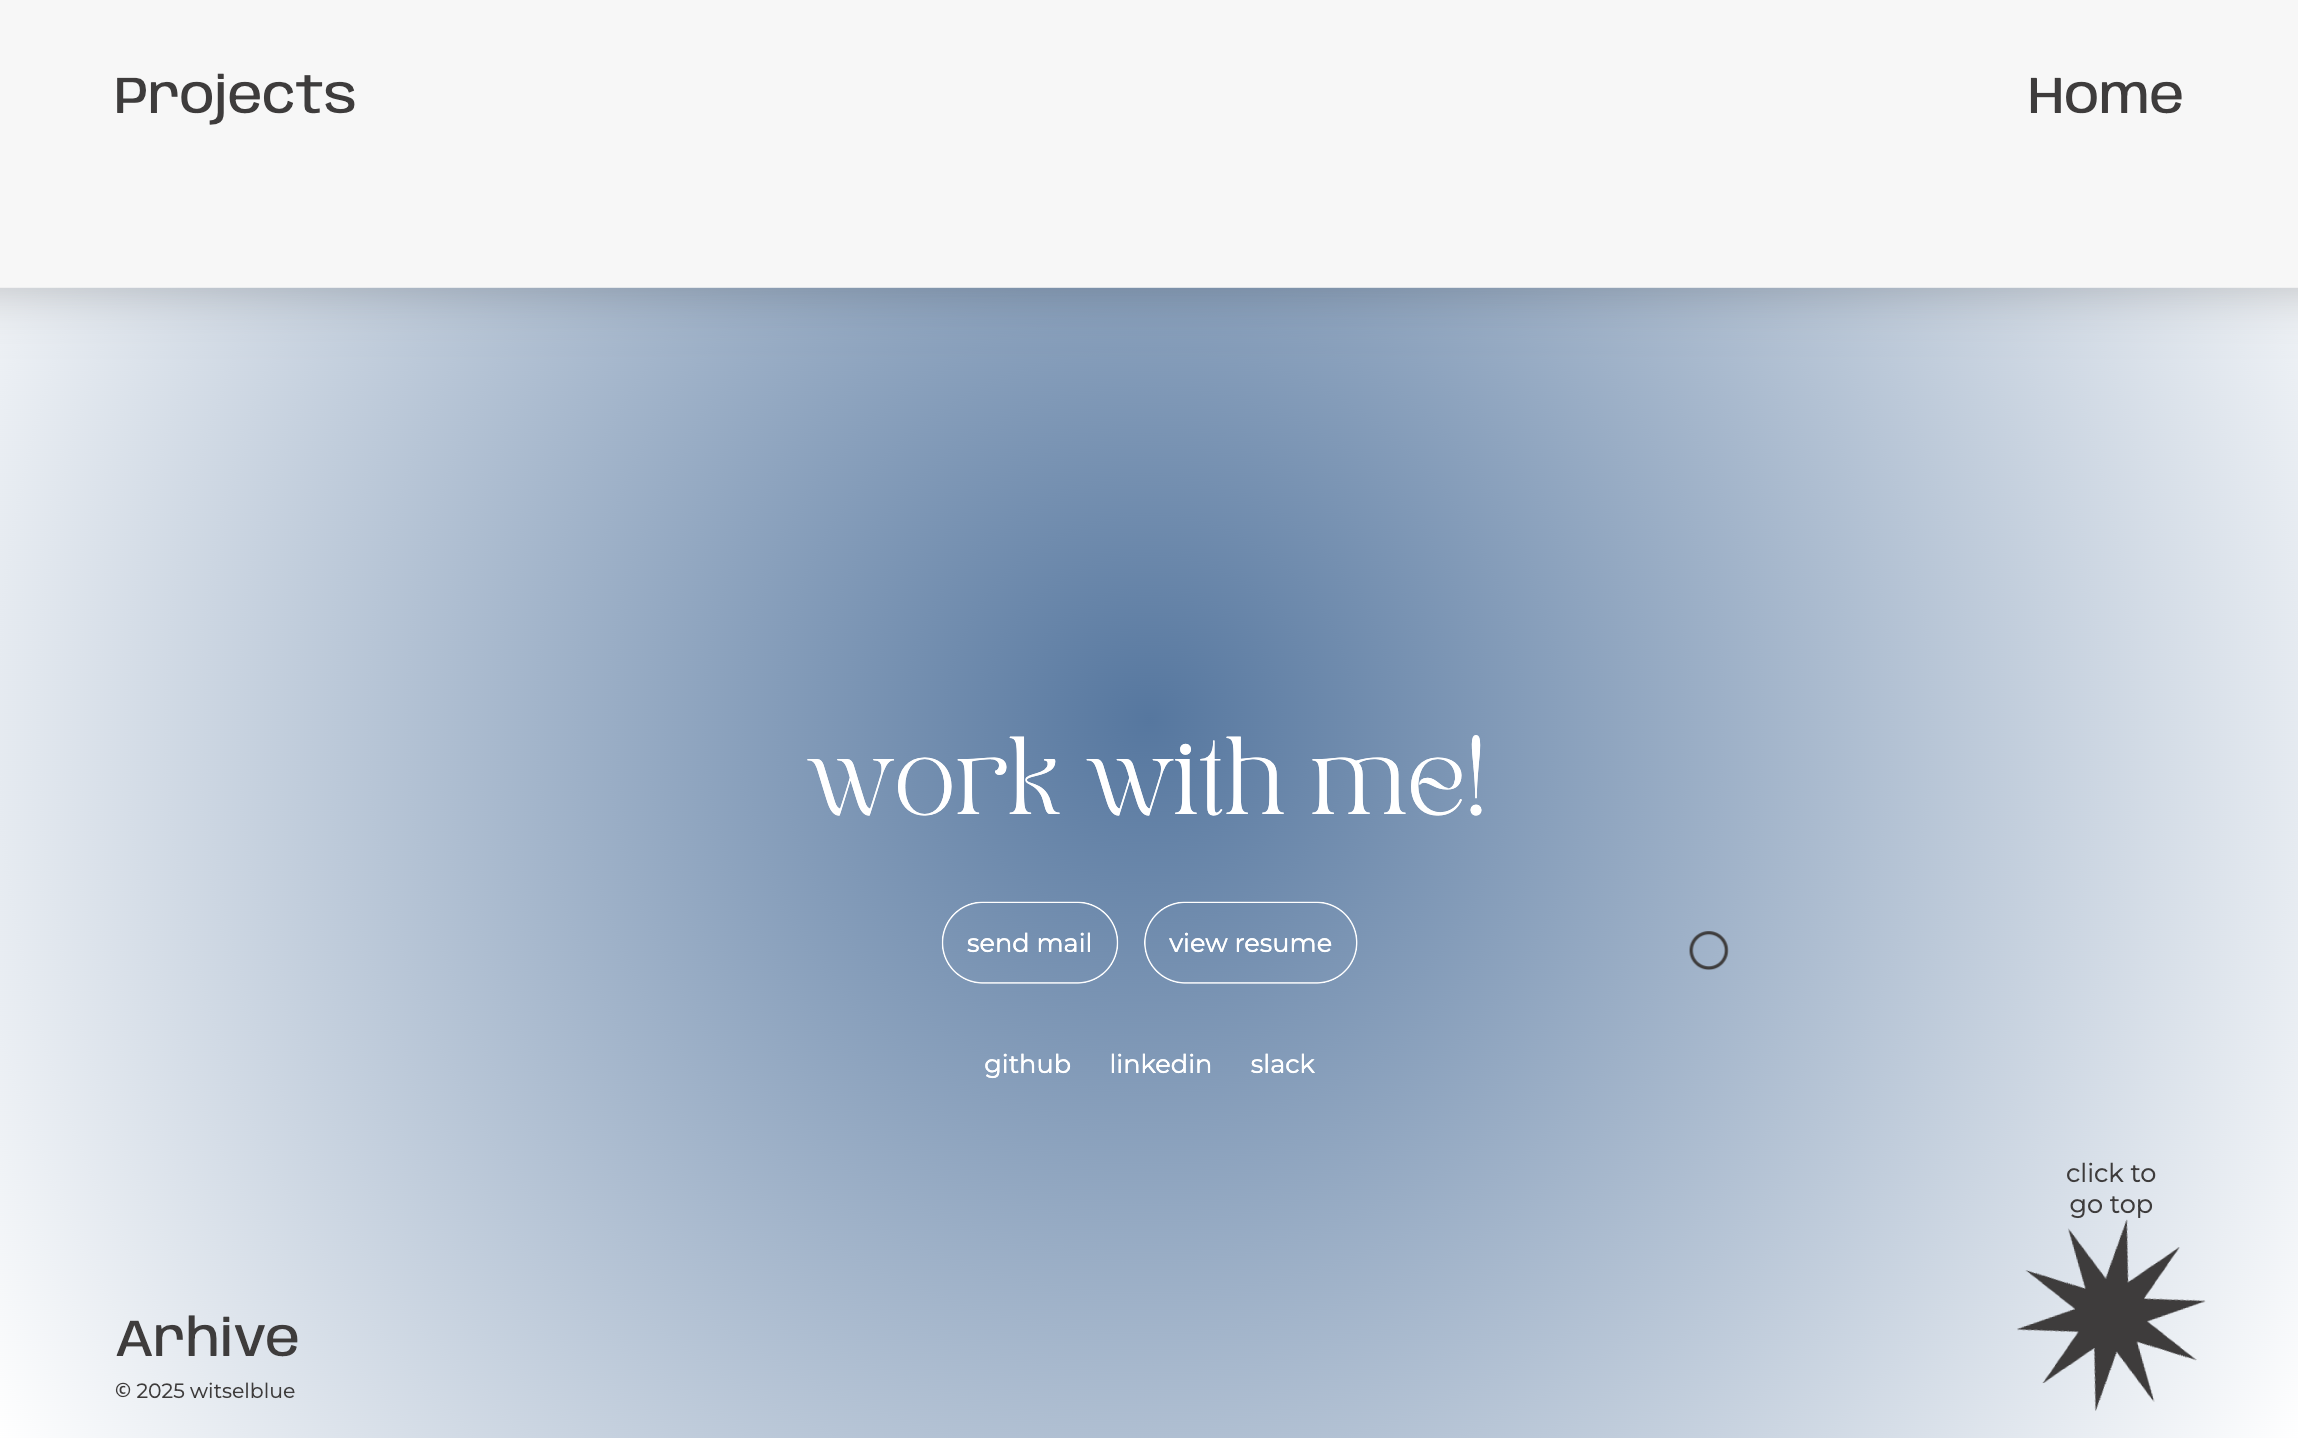 Projects
Home
work with me!
send mail
view resume
github
linkedin
slack
click to
go top
Arhive
© 2025 witselblue